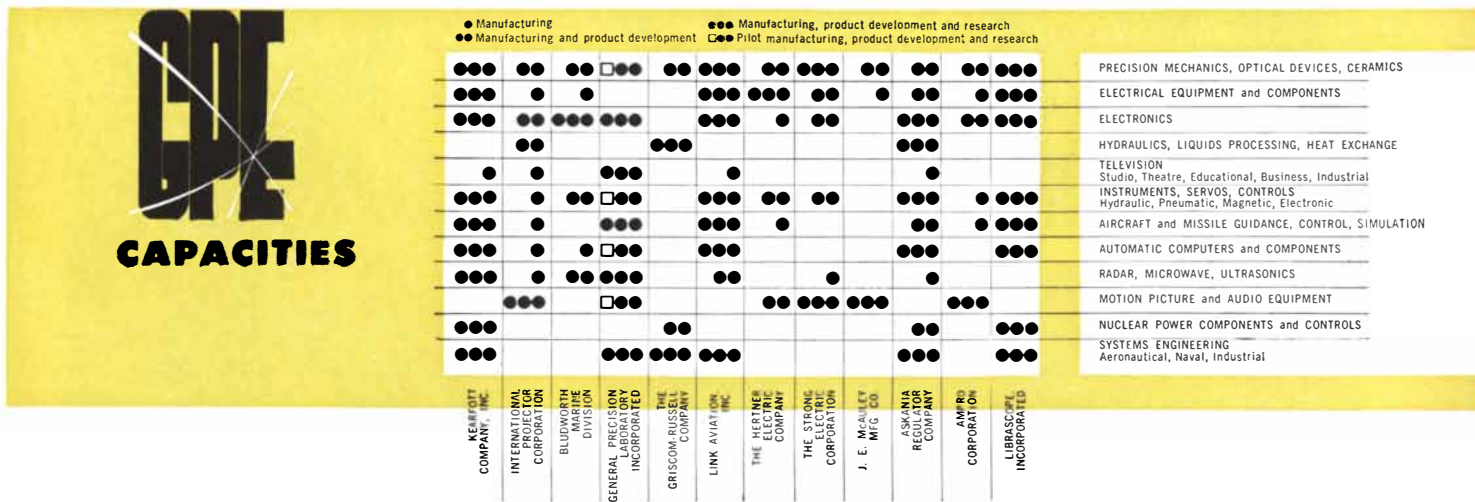 GPE
CAPACITIES
● Manufacturing
●● Manufacturing and product development
●●● Manufacturing, product development and research
□●● Pilot manufacturing, product development and research
PRECISION MECHANICS, OPTICAL DEVICES, CERAMICS
ELECTRICAL EQUIPMENT and COMPONENTS
ELECTRONICS
HYDRAULICS, LIQUIDS PROCESSING, HEAT EXCHANGE
TELEVISION
Studio, Theatre, Educational, Business, Industrial
INSTRUMENTS, SERVOS, CONTROLS
Hydraulic, Pneumatic, Magnetic, Electronic
AIRCRAFT and MISSILE GUIDANCE, CONTROL, SIMULATION
AUTOMATIC COMPUTERS and COMPONENTS
RADAR, MICROWAVE, ULTRASONICS
MOTION PICTURE and AUDIO EQUIPMENT
NUCLEAR POWER COMPONENTS and CONTROLS
SYSTEMS ENGINEERING
Aeronautical, Naval, Industrial
KEARFOTT
COMPANY, INC.
INTERNATIONAL
PROJECTOR
CORPORATION
BLUDWORTH
MARINE
DIVISION
GENERAL PRECISION
LABORATORY
INCORPORATED
THE
GRISCOM-RUSSELL
COMPANY
LINK AVIATION,
INC
THE HERTNER
ELECTRIC
COMPANY
THE STRONG
ELECTRIC
CORPORATION
J. E. McAULEY
MFG CO
ASKANIA
REGULATOR
COMPANY
AMPRO
CORPORATION
LIBRASCOPE,
INCORPORATED